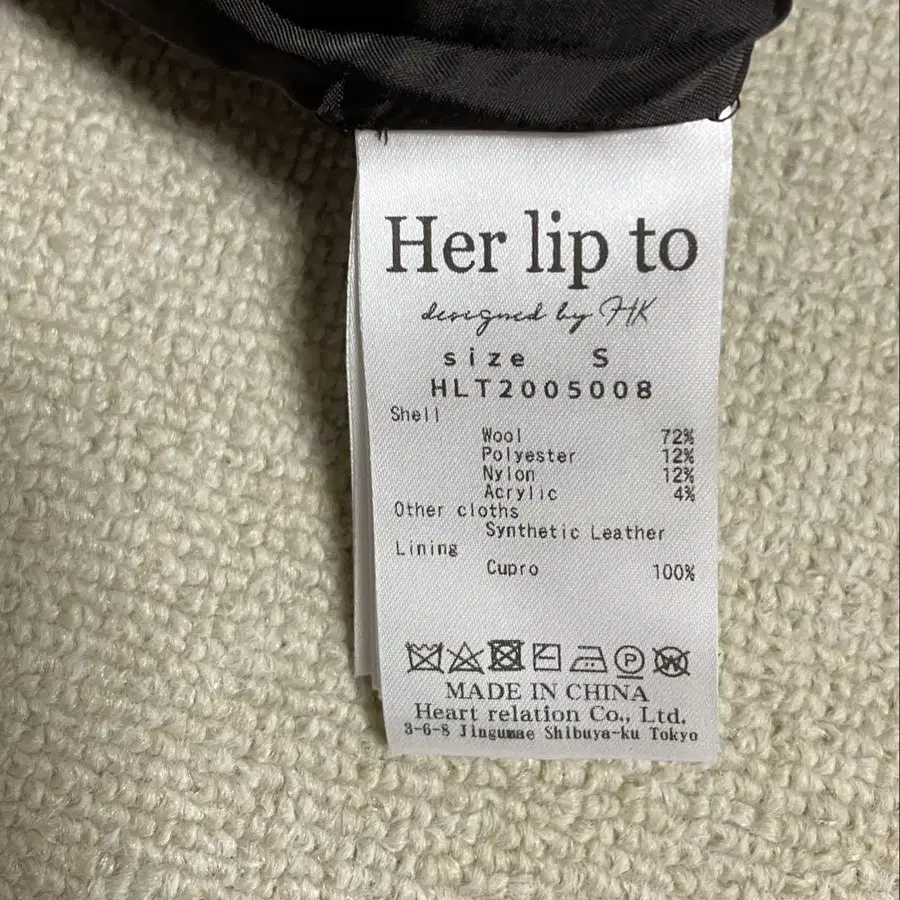 Her lip to
designed by HK
size S
HLT2005008
Shell
Wool 72%
Polyester 12%
Nylon 12%
Acrylic 4%
Other cloths
Synthetic Leather
Lining
Cupro 100%
P W
MADE IN CHINA
Heart relation Co., Ltd.
3-6-8 Jingumae Shibuya-ku Tokyo